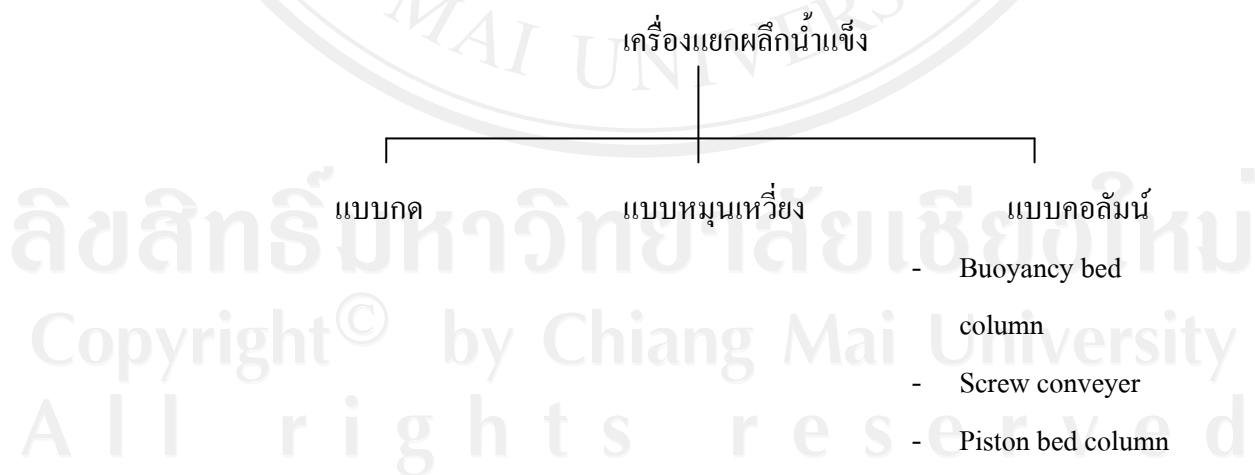 MAI UNIVERS
เครื่องแยกผลึกน้ำแข็ง
แบบกด แบบหมุนเหวี่ยง แบบคอลัมน์
ลิขสิทธิ์มหาวิทยาลัยเชียงใหม่
- Buoyancy bed
column
Copyright© by Chiang Mai University
- Screw conveyer
- Piston bed column
All rights reserved